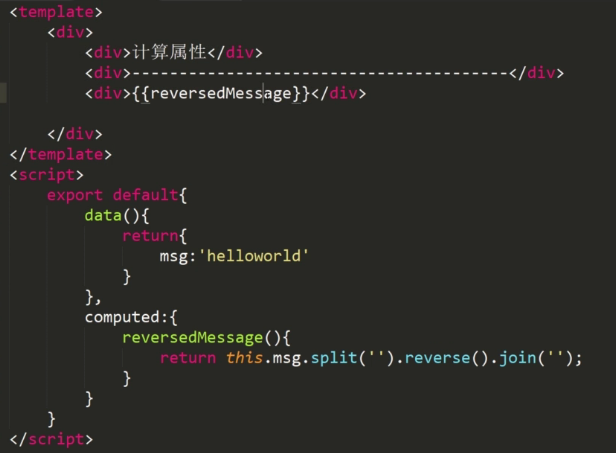 <template>
    <div>
        <div>计算属性</div>
        <div>----------------------------------------</div>
        <div>{{reversedMessage}}</div>

    </div>
</template>
<script>
    export default{
        data(){
            return{
                msg:'helloworld'
            }
        },
        computed:{
            reversedMessage(){
                return this.msg.split('').reverse().join('');
            }
        }
    }
</script>